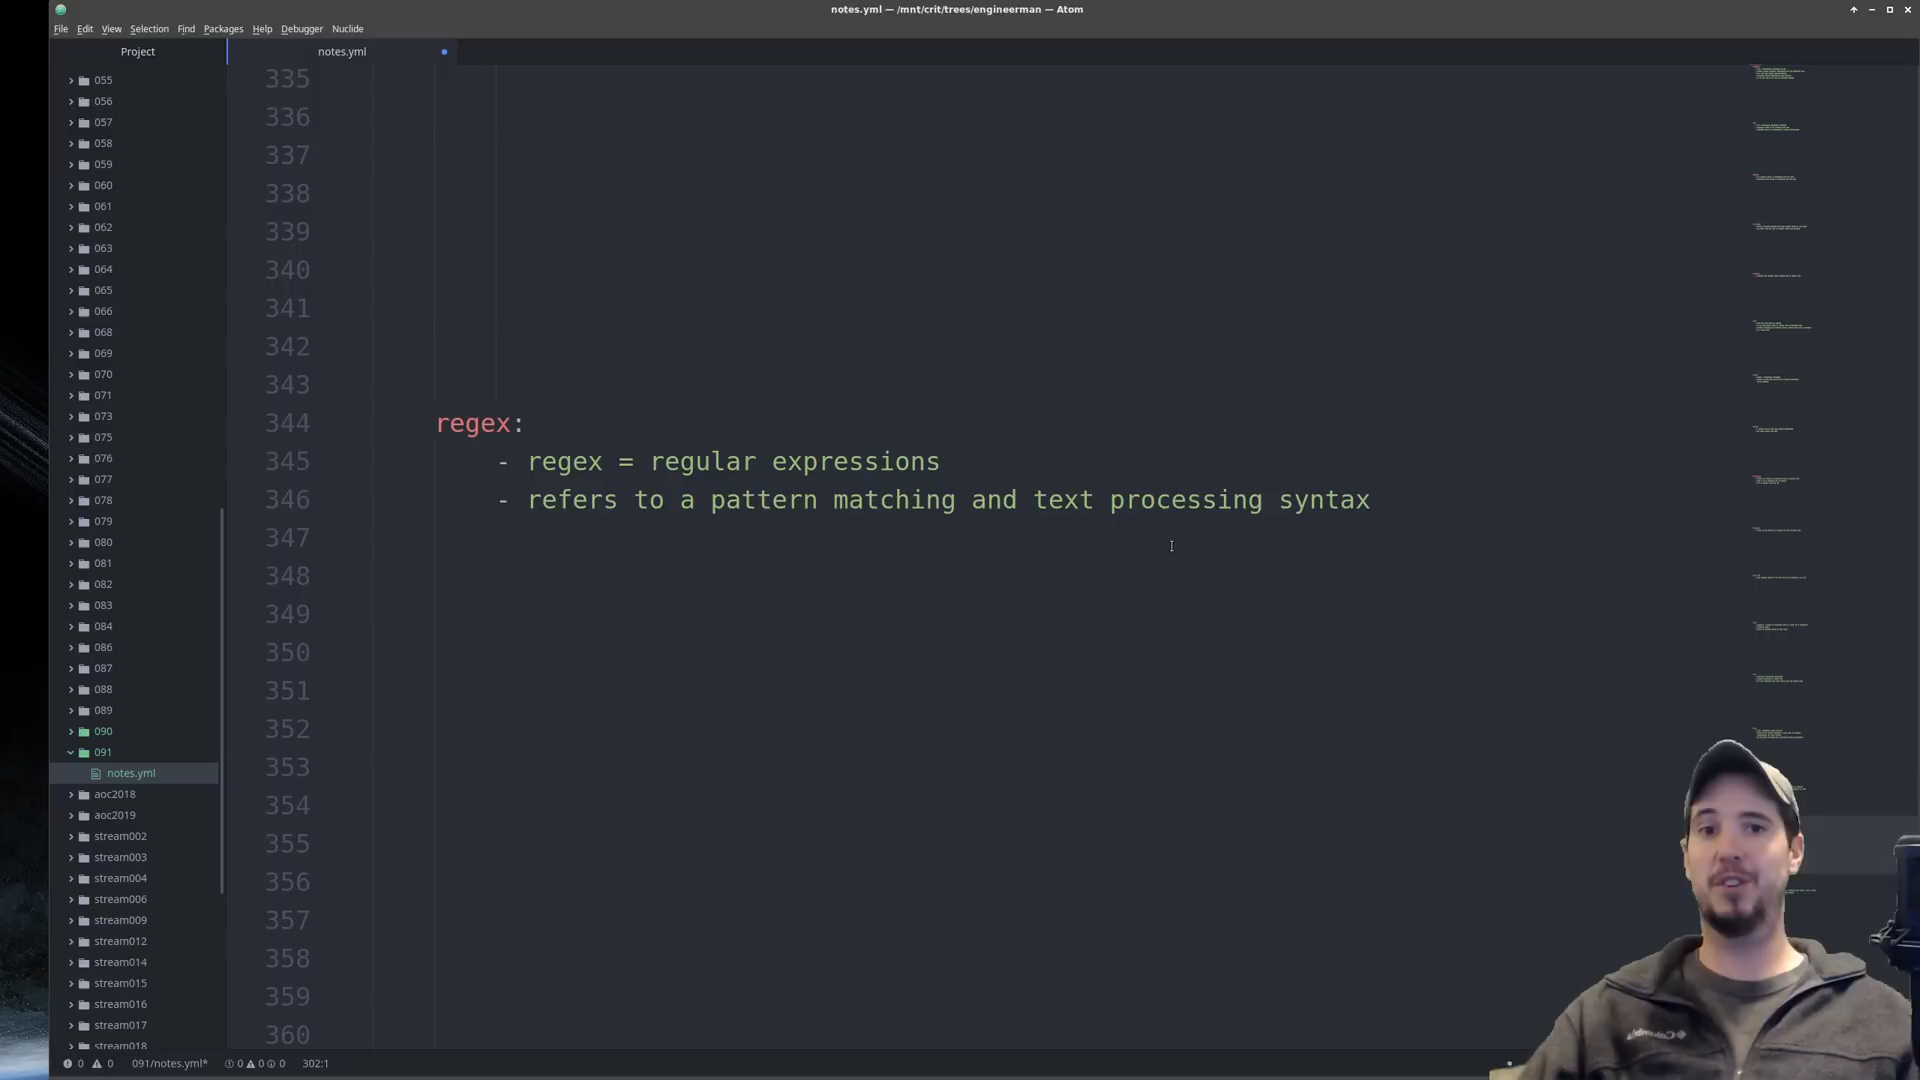 notes.yml — /mnt/crit/trees/engineerman — Atom
File Edit View Selection Find Packages Help Debugger Nuclide
Project
notes.yml
055
056
057
058
059
060
061
062
063
064
065
066
068
069
070
071
073
075
076
077
078
079
080
081
082
083
084
086
087
088
089
090
091
notes.yml
aoc2018
aoc2019
stream002
stream003
stream004
stream006
stream009
stream012
stream014
stream015
stream016
stream017
stream018
335
336
337
338
339
340
341
342
343
344 regex:
345 - regex = regular expressions
346 - refers to a pattern matching and text processing syntax
347
348
349
350
351
352
353
354
355
356
357
358
359
360
0 0 091/notes.yml* 0 0 0 302:1
Columbia